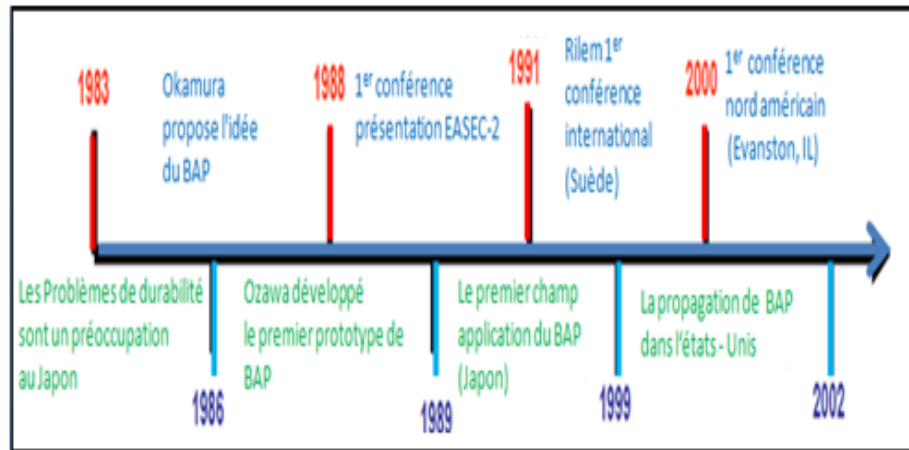 1983
Okamura
propose l'idée
du BAP
1988
1er conférence
présentation EASEC-2
1991
Rilem 1er
conférence
international
(Suède)
2000
1er conférence
nord américain
(Evanston, IL)
Les Problèmes de durabilité
sont un préoccupation
au Japon
1986
Ozawa développé
le premier prototype de
BAP
1989
Le premier champ
application du BAP
(Japon)
1999
La propagation de BAP
dans l'états - Unis
2002